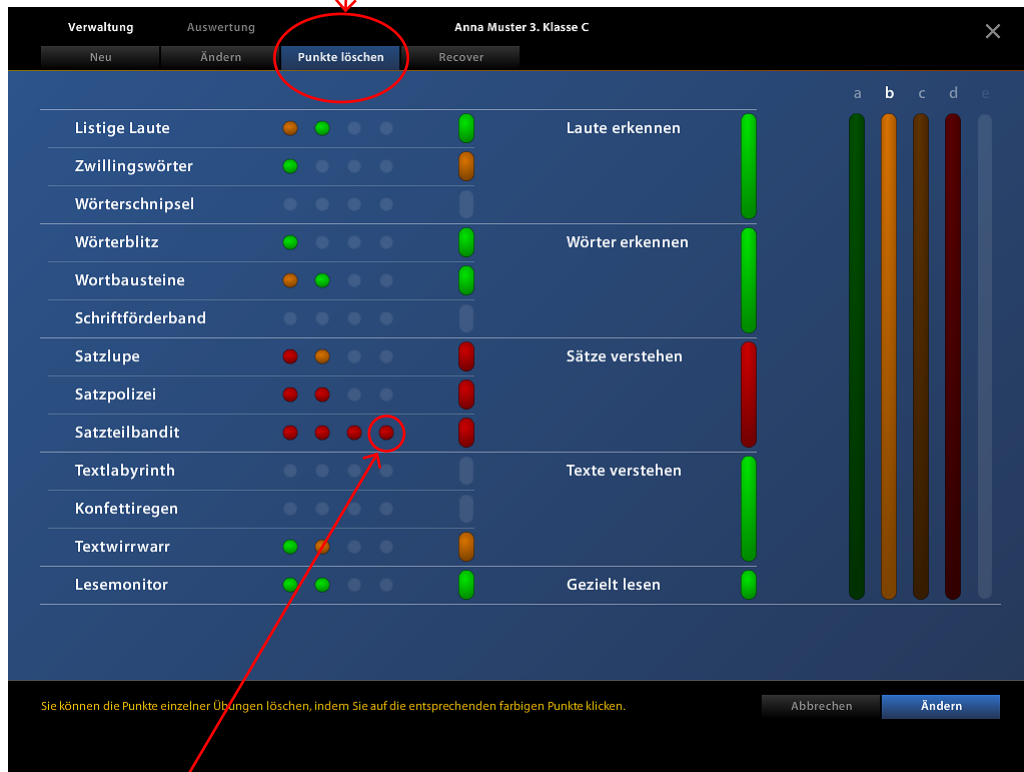 Verwaltung Auswertung Anna Muster 3. Klasse C
Neu Ändern Punkte löschen Recover
a b c d e
Listige Laute Laute erkennen
Zwillingswörter
Wörterschnipsel
Wörterblitz Wörter erkennen
Wortbausteine
Schriftförderband
Satzlupe Sätze verstehen
Satzpolizei
Satzteilbandit
Textlabyrinth Texte verstehen
Konfettiregen
Textwirrwarr
Lesemonitor Gezielt lesen
Sie können die Punkte einzelner Übungen löschen, indem Sie auf die entsprechenden farbigen Punkte klicken. Abbrechen Ändern